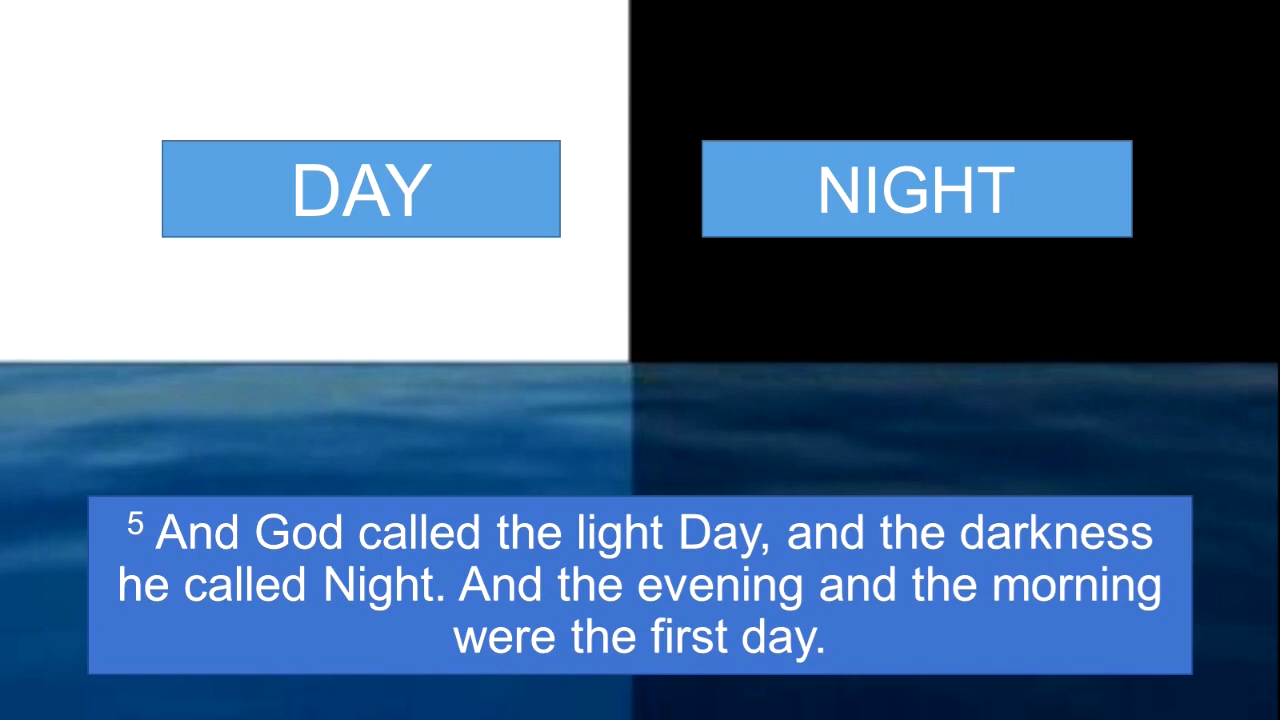 DAY
NIGHT
5 And God called the light Day, and the darkness
he called Night. And the evening and the morning
were the first day.